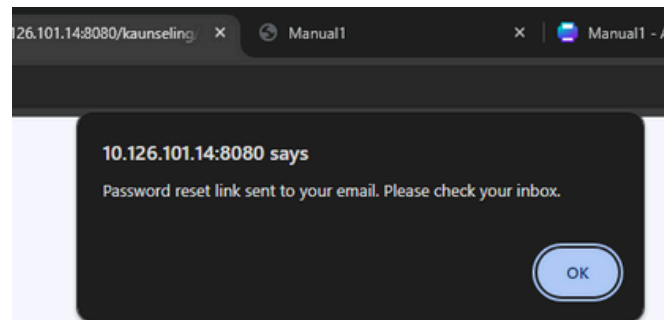 126.101.14:8080/kaunseling/
Manual1
Manual1 -
10.126.101.14:8080 says
Password reset link sent to your email. Please check your inbox.
OK